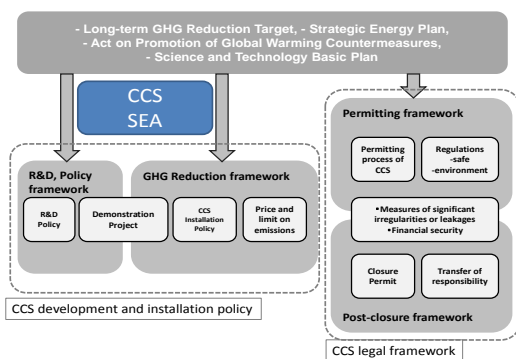 - Long-term GHG Reduction Target, - Strategic Energy Plan,
- Act on Promotion of Global Warming Countermeasures,
- Science and Technology Basic Plan
CCS
SEA
R&D, Policy
framework
GHG Reduction framework
R&D
Policy
Demonstration
Project
CCS
Installation
Policy
Price and
limit on
emissions
CCS development and installation policy
Permitting framework
Permitting
process of
CCS
Regulations
-safe
-environment
•Measures of significant
irregularities or leakages
•Financial security
Closure
Permit
Transfer of
responsibility
Post-closure framework
CCS legal framework